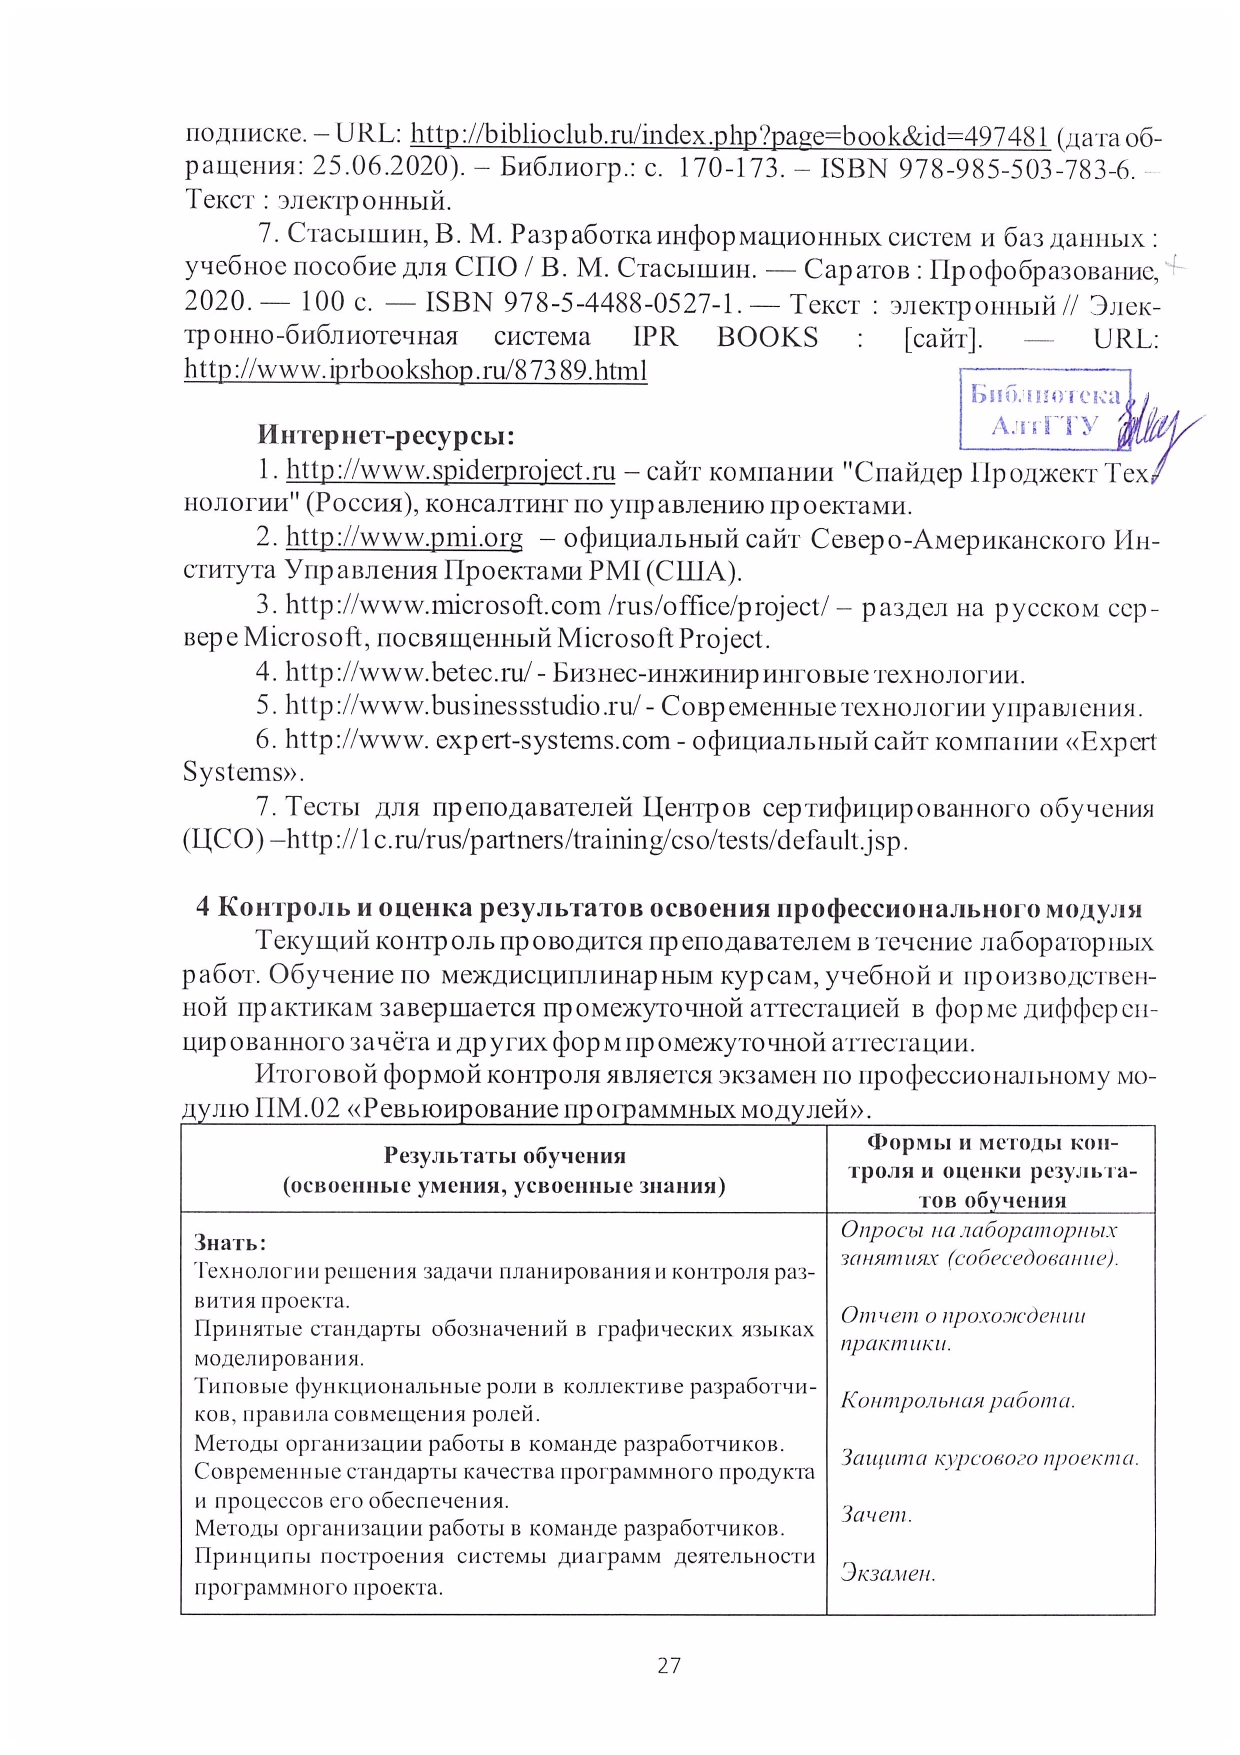 подписке. – URL: http://biblioclub.ru/index.php?page=book&id=497481 (дата об-
ращения: 25.06.2020). – Библиогр.: с. 170-173. – ISBN 978-985-503-783-6. –
Текст : электронный.
7. Стасышин, В. М. Разработка информационных систем и баз данных :
учебное пособие для СПО / В. М. Стасышин. — Саратов : Профобразование,
2020. — 100 с. — ISBN 978-5-4488-0527-1. — Текст : электронный // Элек-
тронно-библиотечная система IPR BOOKS : [сайт]. — URL:
http://www.iprbookshop.ru/87389.html
Библиотека
АлтГТУ
Интернет-ресурсы:
1. http://www.spiderproject.ru – сайт компании "Спайдер Проджект Тех-
нологии" (Россия), консалтинг по управлению проектами.
2. http://www.pmi.org – официальный сайт Северо-Американского Ин-
ститута Управления Проектами PMI (США).
3. http://www.microsoft.com /rus/office/project/ – раздел на русском сер-
вере Microsoft, посвященный Microsoft Project.
4. http://www.betec.ru/ - Бизнес-инжиниринговые технологии.
5. http://www.businessstudio.ru/ - Современные технологии управления.
6. http://www. expert-systems.com - официальный сайт компании «Expert
Systems».
7. Тесты для преподавателей Центров сертифицированного обучения
(ЦСО) –http://1c.ru/rus/partners/training/cso/tests/default.jsp.
4 Контроль и оценка результатов освоения профессионального модуля
Текущий контроль проводится преподавателем в течение лабораторных
работ. Обучение по междисциплинарным курсам, учебной и производствен-
ной практикам завершается промежуточной аттестацией в форме дифферен-
цированного зачёта и других форм промежуточной аттестации.
Итоговой формой контроля является экзамен по профессиональному мо-
дулю ПМ.02 «Ревьюирование программных модулей».
Результаты обучения
(освоенные умения, усвоенные знания)
Формы и методы кон-
троля и оценки результа-
тов обучения
Знать:
Технологии решения задачи планирования и контроля раз-
вития проекта.
Принятые стандарты обозначений в графических языках
моделирования.
Типовые функциональные роли в коллективе разработчи-
ков, правила совмещения ролей.
Методы организации работы в команде разработчиков.
Современные стандарты качества программного продукта
и процессов его обеспечения.
Методы организации работы в команде разработчиков.
Принципы построения системы диаграмм деятельности
программного проекта.
Опросы на лабораторных
занятиях (собеседование).
Отчет о прохождении
практики.
Контрольная работа.
Защита курсового проекта.
Зачет.
Экзамен.
27